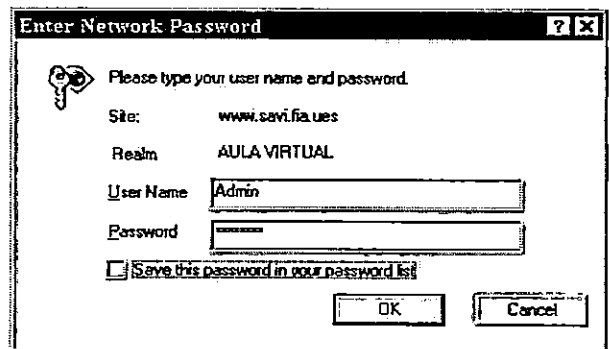 Enter Network Password
Please type your user name and password.
Site: www.savi.fia.ues
Realm AULA VIRTUAL
User Name Admin
Password
Save this password in your password list
OK Cancel